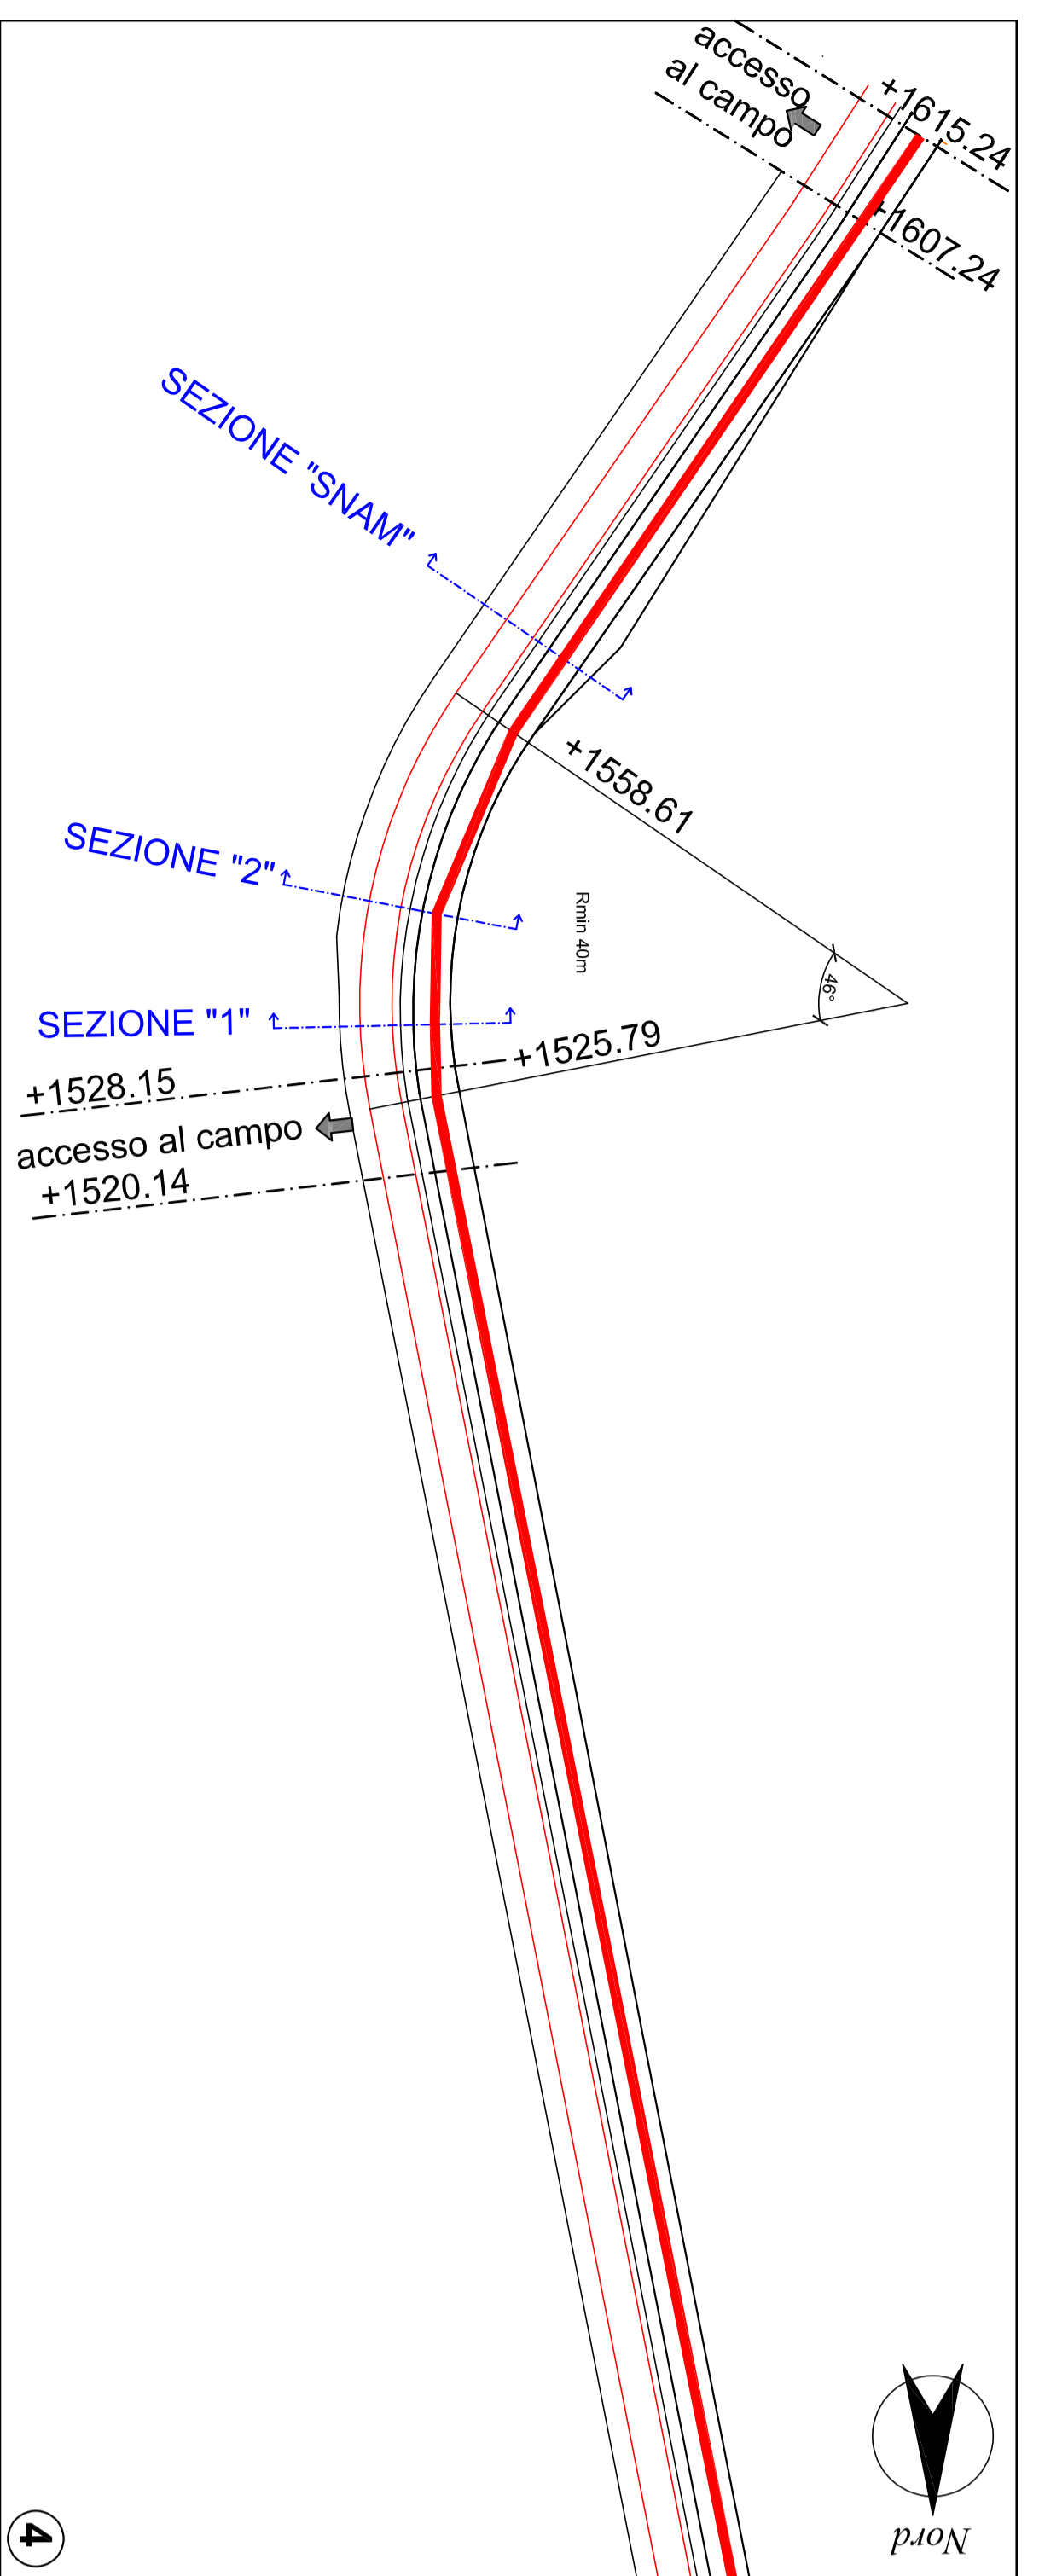 accesso
al campo
+1615.24
+1607.24
SEZIONE "SNAM"
+1558.61
SEZIONE "2"
Rmin 40m
46°
SEZIONE "1"
+1525.79
+1528.15
accesso al campo
+1520.14
Nord
4